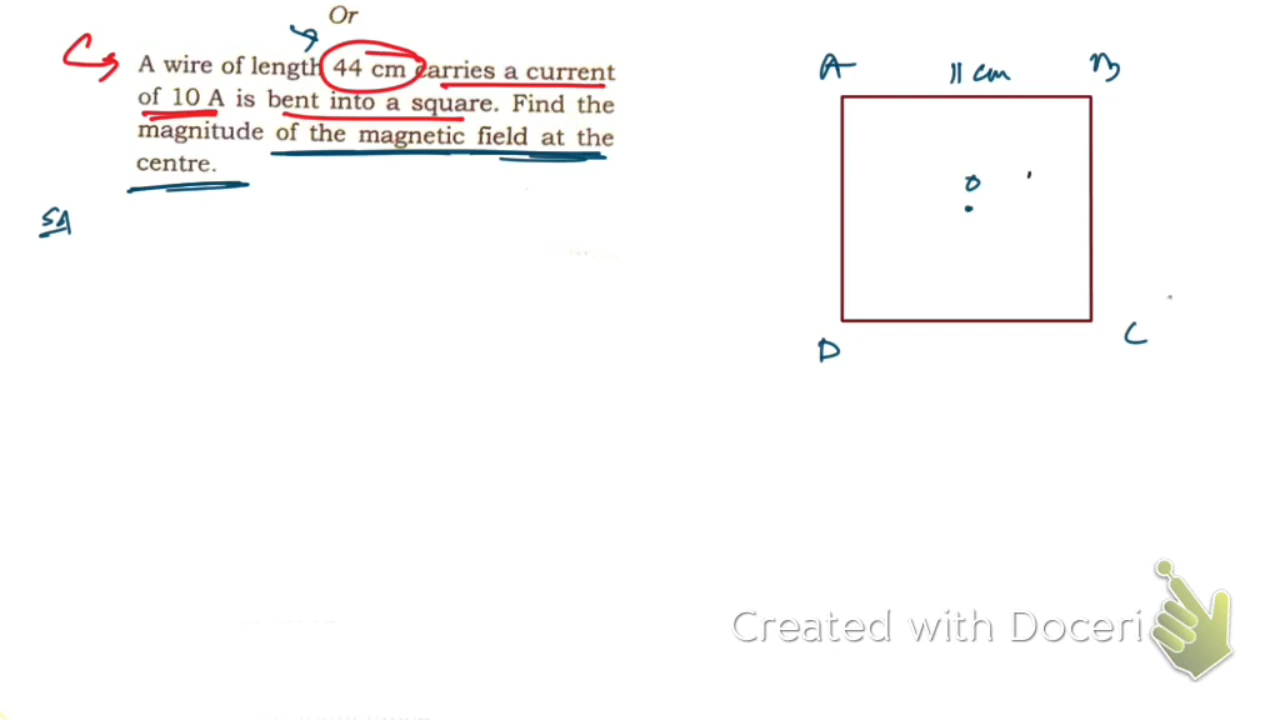 Or
A wire of length 44 cm carries a current
of 10 A is bent into a square. Find the
magnitude of the magnetic field at the
centre.
A 11 cm B
O
D C
Created with Doceri